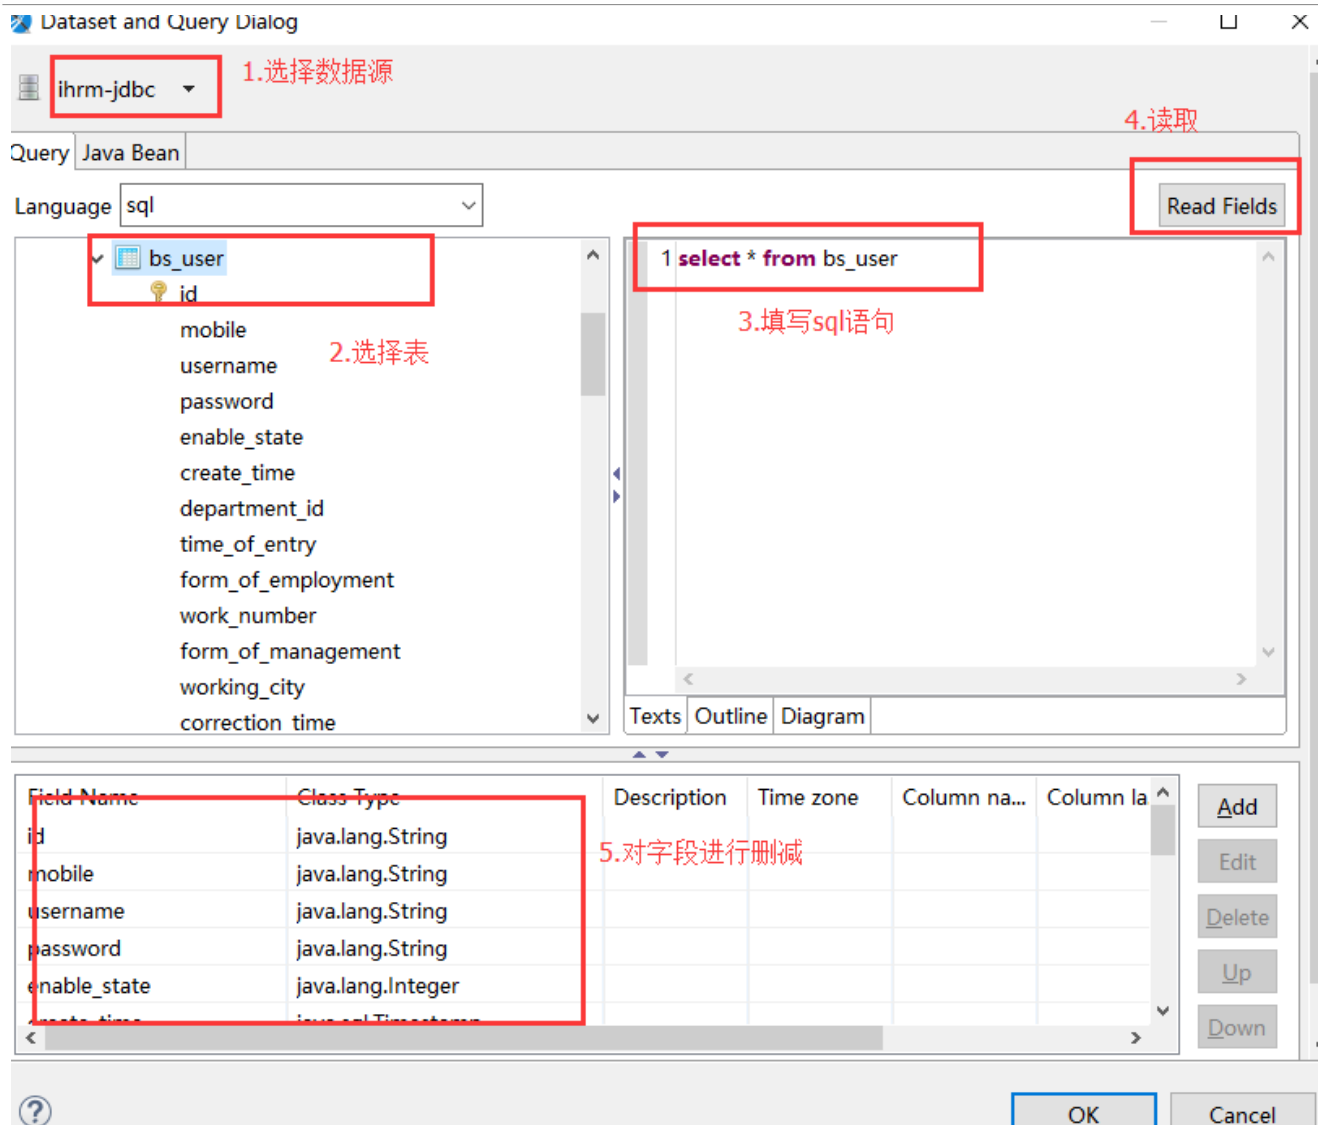 Dataset and Query Dialog
ihrm-jdbc
1.选择数据源
4.读取
Query
Java Bean
Language
sql
Read Fields
bs_user
id
mobile
username
password
enable_state
create_time
department_id
time_of_entry
form_of_employment
work_number
form_of_management
working_city
correction_time
2.选择表
1 select * from bs_user
3.填写sql语句
Texts
Outline
Diagram
Field Name Class Type Description Time zone Column na... Column la
id java.lang.String
mobile java.lang.String
username java.lang.String
password java.lang.String
enable_state java.lang.Integer
create_time java.sql.Timestamp
5.对字段进行删减
Add
Edit
Delete
Up
Down
?
OK
Cancel